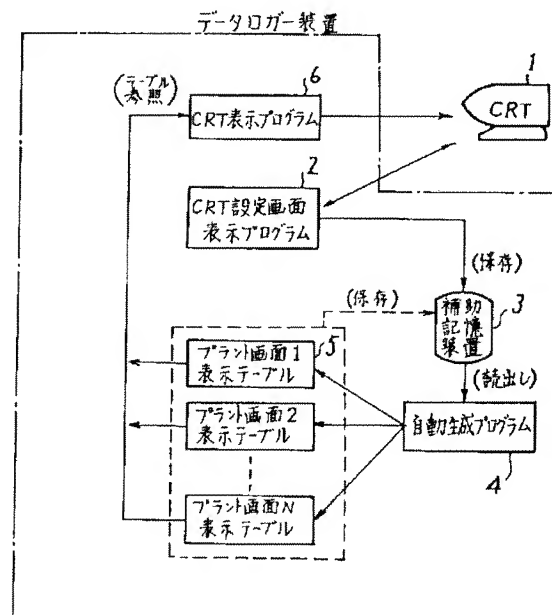 データロガー装置
(テーブル
参照)
6
CRT表示プログラム
1
CRT
2
CRT設定画面
表示プログラム
(保存)
(保存)
補助
記憶
装置
3
(読出し)
5
プラント画面1
表示テーブル
プラント画面2
表示テーブル
プラント画面N
表示テーブル
自動生成プログラム
4